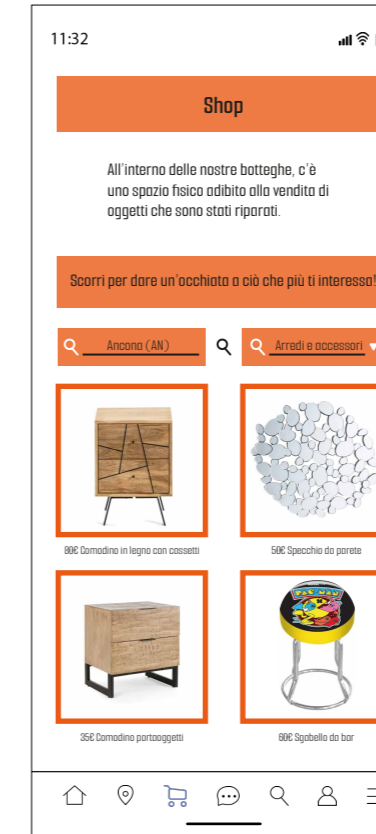 11:32
Shop
All'interno delle nostre botteghe, c'è
uno spazio fisico adibito alla vendita di
oggetti che sono stati riparati.
Scorri per dare un'occhiata a ciò che più ti interessa!
Ancona (AN)
Arredi e accessori
80€ Comodino in legno con cassetti
50€ Specchio da parete
PAC-MAN
35€ Comodino portaoggetti
60€ Sgabello da bar